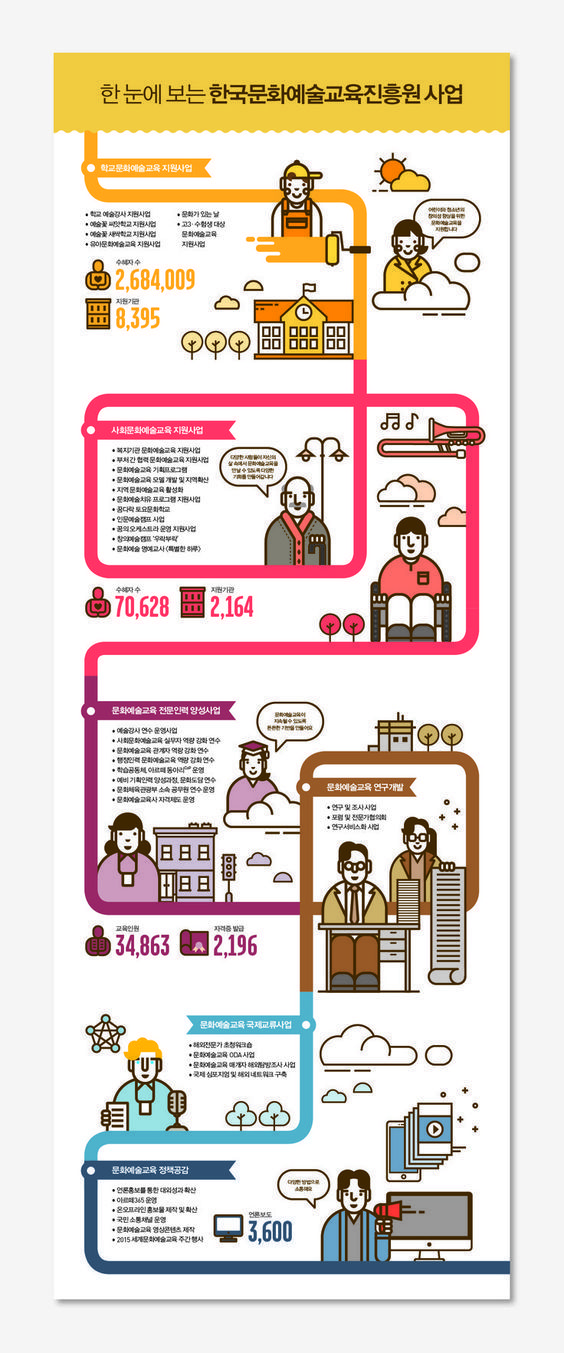 한 눈에 보는 한국문화예술교육진흥원 사업
학교문화예술교육 지원사업
• 학교 예술강사 지원사업
• 예술꽃 씨앗학교 지원사업
• 예술꽃 새싹학교 지원사업
• 유아문화예술교육 지원사업
• 문화가 있는 날
• 고3 · 수험생 대상
문화예술교육
지원사업
어린이와 청소년의
창의성 향상을 위한
문화예술교육을
지원합니다
수혜자 수
2,684,009
지원기관
8,395
사회문화예술교육 지원사업
• 복지기관 문화예술교육 지원사업
• 부처 간 협력 문화예술교육 지원사업
• 문화예술교육 기획프로그램
• 문화예술교육 모델 개발 및 지역확산
• 지역 문화예술교육 활성화
• 문화예술치유 프로그램 지원사업
• 꿈다락 토요문화학교
• 인문예술캠프 사업
• 꿈의 오케스트라 운영 지원사업
• 창의예술캠프 '우락부락'
• 문화예술 명예교사 <특별한 하루>
다양한 사람들이 자신의
삶 속에서 문화예술교육을
만날 수 있도록 다양한
기회를 만들어갑니다
수혜자 수
70,628
지원기관
2,164
문화예술교육 전문인력 양성사업
• 예술강사 연수 운영사업
• 사회문화예술교육 실무자 역량 강화 연수
• 문화예술교육 관계자 역량 강화 연수
• 행정인력 문화예술교육 역량 강화 연수
• 학습공동체, 아르떼 동아리 운영
• 예비 기획인력 양성과정, 문화도담 연수
• 문화체육관광부 소속 공무원 연수 운영
• 문화예술교육사 자격제도 운영
문화예술교육이
지속될 수 있도록
튼튼한 기반을 만들어요
교육인원
34,863
자격증 발급
2,196
문화예술교육 연구개발
• 연구 및 조사 사업
• 포럼 및 전문가협의회
• 연구서비스화 사업
문화예술교육 국제교류사업
• 해외전문가 초청워크숍
• 문화예술교육 ODA 사업
• 문화예술교육 매개자 해외탐방조사 사업
• 국제 심포지엄 및 해외 네트워크 구축
문화예술교육 정책공감
• 언론홍보를 통한 대외성과 확산
• 아르떼365 운영
• 온오프라인 홍보물 제작 및 확산
• 국민 소통채널 운영
• 문화예술교육 영상콘텐츠 제작
• 2015 세계문화예술교육 주간 행사
다양한 방법으로
소통해요
언론보도
3,600